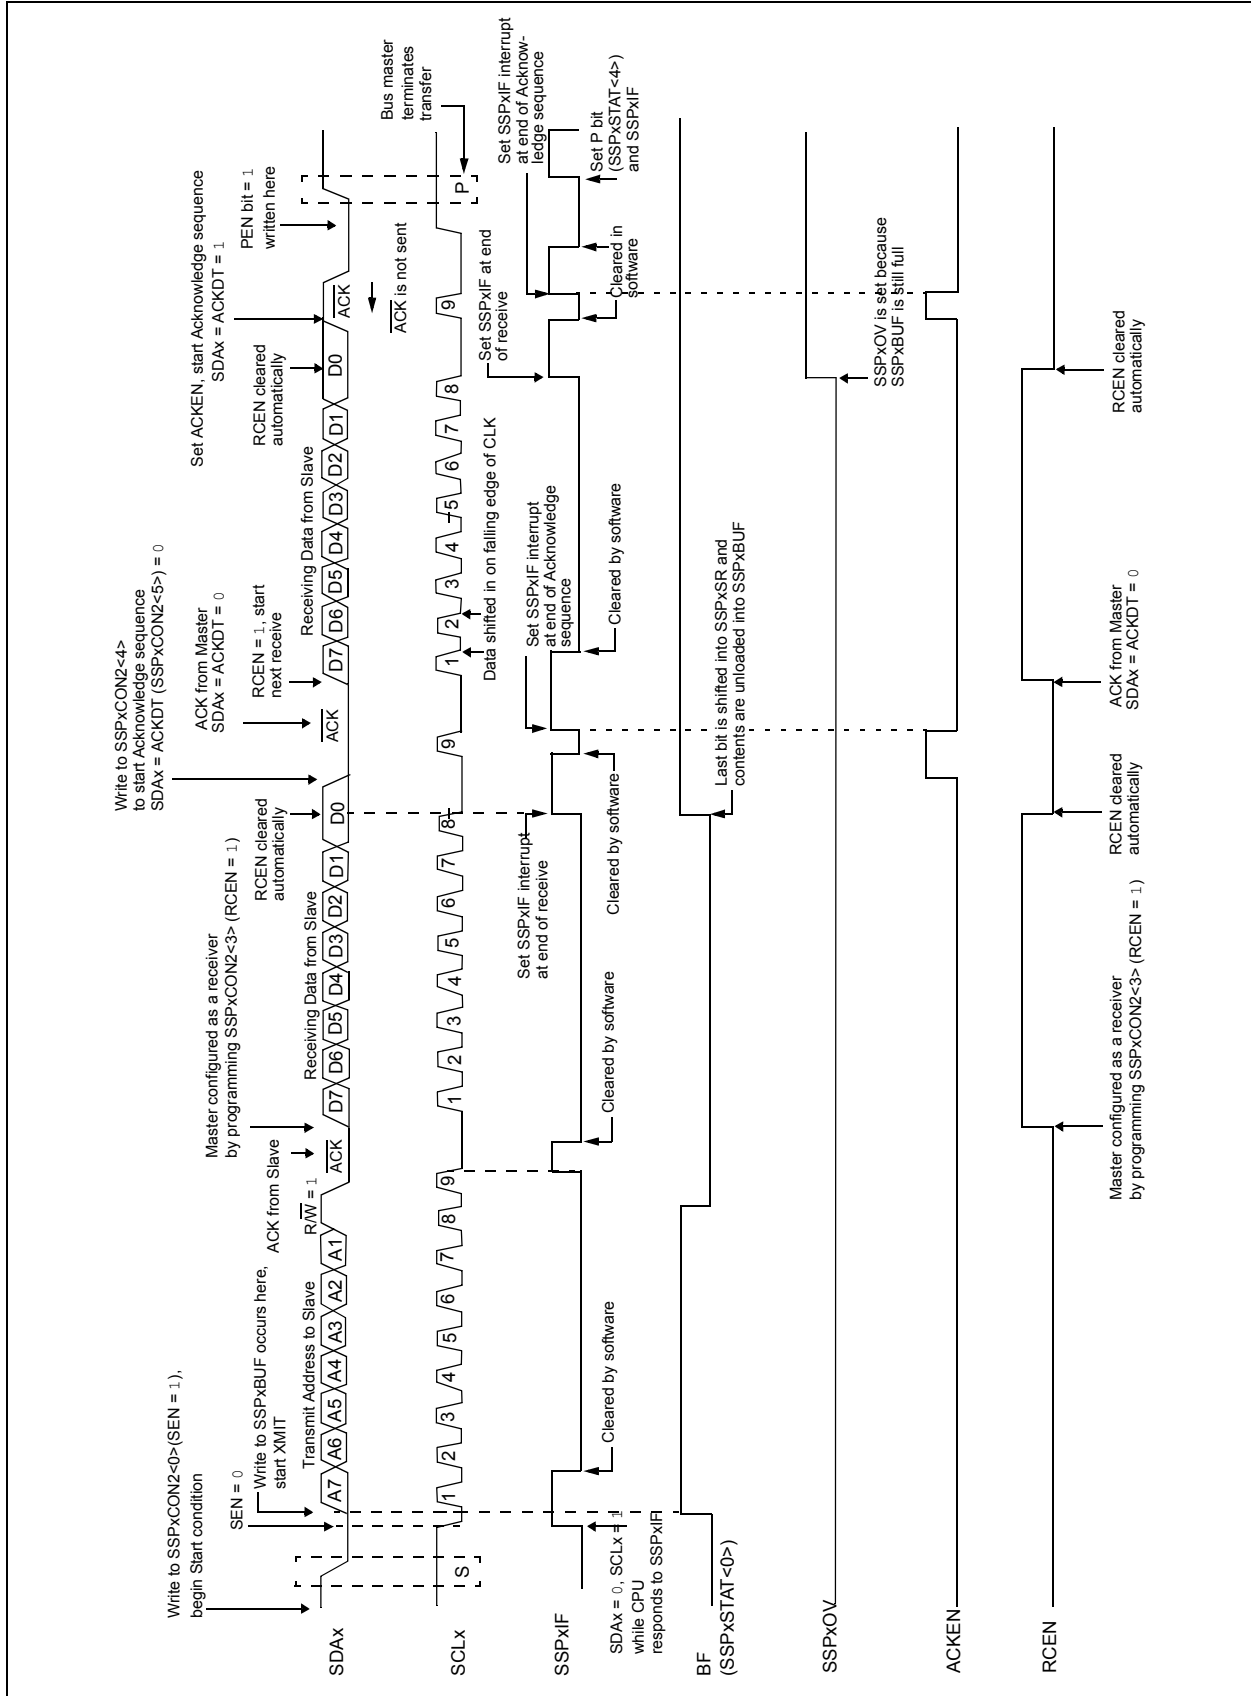 Write to SSPxCON2<0>(SEN = 1),
begin Start condition
SEN = 0
Write to SSPxBUF occurs here,
start XMIT
ACK from Slave
Master configured as a receiver
by programming SSPxCON2<3> (RCEN = 1)
RCEN cleared
automatically
Write to SSPxCON2<4>
to start Acknowledge sequence
SDAx = ACKDT (SSPxCON2<5>) = 0
ACK from Master
SDAx = ACKDT = 0
RCEN = 1, start
next receive
RCEN cleared
automatically
Set ACKEN, start Acknowledge sequence
SDAx = ACKDT = 1
PEN bit = 1
written here
Transmit Address to Slave
R/W = 1
Receiving Data from Slave
Receiving Data from Slave
SDAx
A7 A6 A5 A4 A3 A2 A1
ACK
D7 D6 D5 D4 D3 D2 D1 D0
ACK
D7 D6 D5 D4 D3 D2 D1 D0
ACK
ACK is not sent
Bus master
terminates
transfer
SCLx
S
1 2 3 4 5 6 7 8 9
1 2 3 4 5 6 7 8 9
1 2 3 4 5 6 7 8 9
P
Data shifted in on falling edge of CLK
Set SSPxIF interrupt
at end of receive
Set SSPxIF interrupt
at end of Acknowledge
sequence
Set SSPxIF at end
of receive
Set SSPxIF interrupt
at end of Acknow-
ledge sequence
SSPxIF
SDAx = 0, SCLx = 1
while CPU
responds to SSPxIF
Cleared by software
Cleared by software
Cleared by software
Cleared by software
Cleared in
software
Set P bit
(SSPxSTAT<4>)
and SSPxIF
BF
(SSPxSTAT<0>)
Last bit is shifted into SSPxSR and
contents are unloaded into SSPxBUF
SSPxOV
SSPxOV is set because
SSPxBUF is still full
ACKEN
RCEN
Master configured as a receiver
by programming SSPxCON2<3> (RCEN = 1)
RCEN cleared
automatically
ACK from Master
SDAx = ACKDT = 0
RCEN cleared
automatically